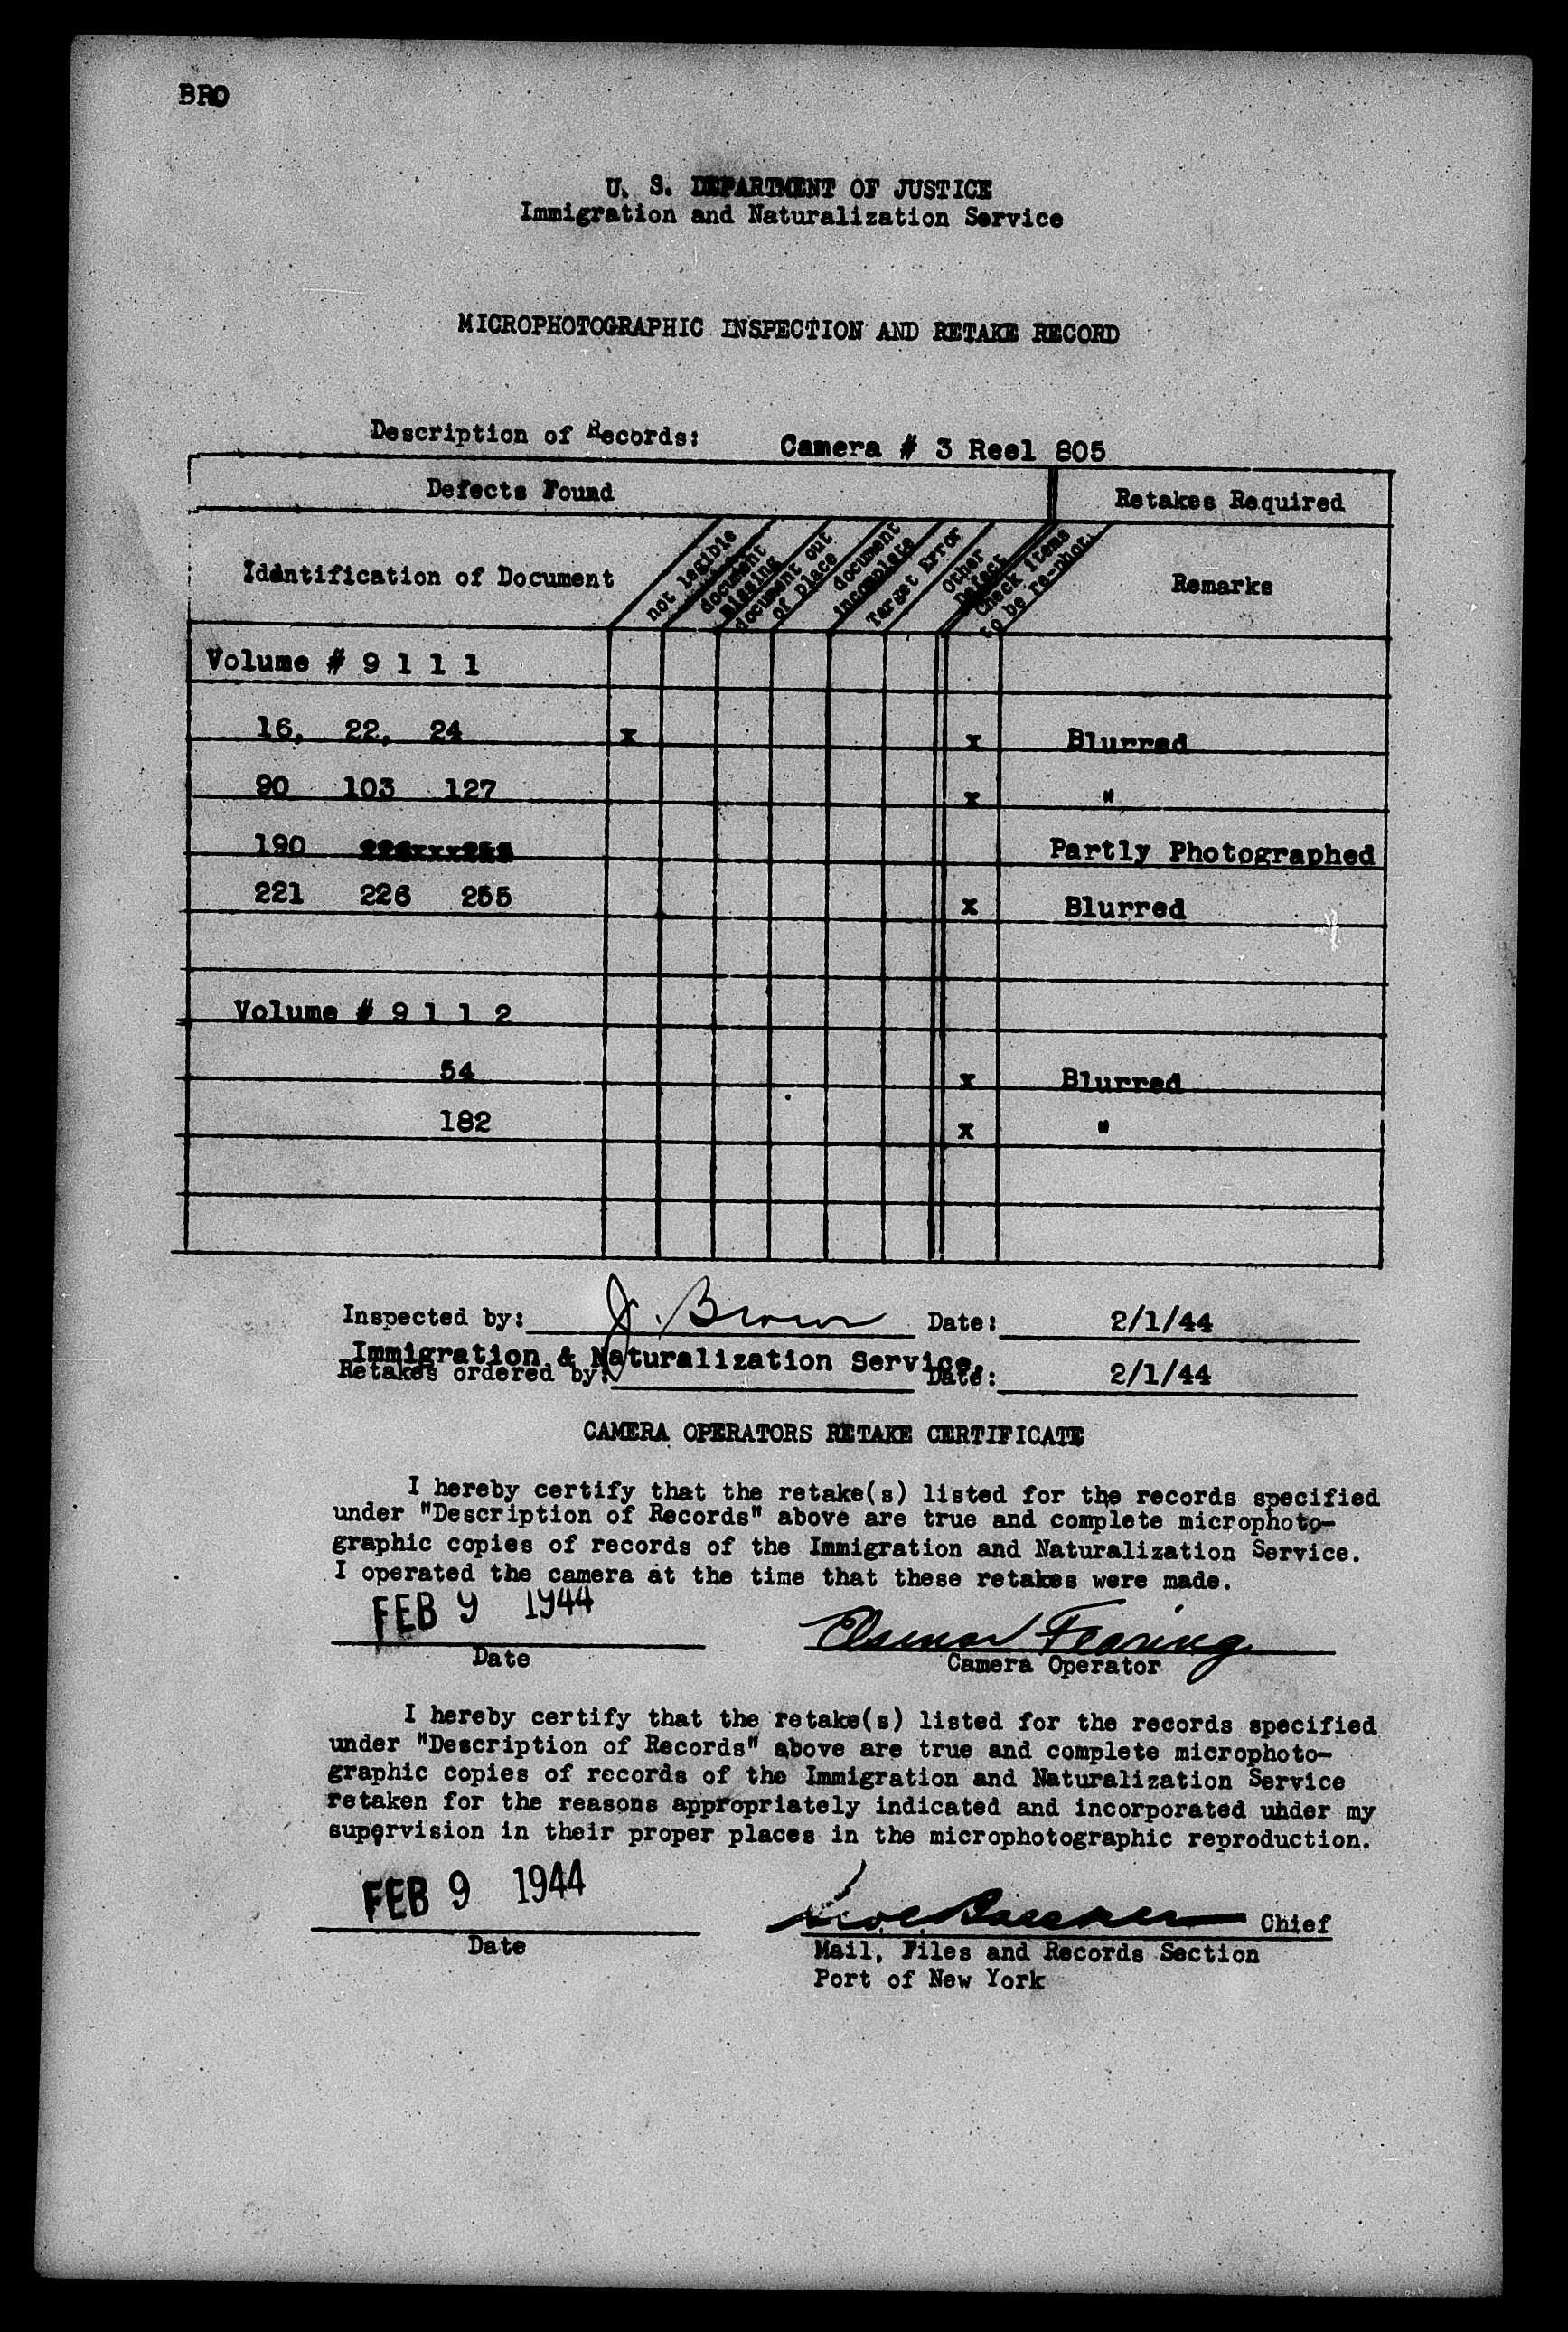 BRO
U. S. DEPARTMENT OF JUSTICE
Immigration and Naturalization Service
MICROPHOTOGRAPHIC INSPECTION AND RETAKE RECORD
Description of Records: Camera # 3 Reel 805
Defects Found Retakes Required
Identification of Document
not legible
document missing
document out of place
document incomplete
Target Error
Other Defect
Check items to be re-phot.
Remarks
Volume # 9 1 1 1
16, 22, 24 x x Blurred
90 103 127 x "
190 Partly Photographed
221 226 255 x Blurred
Volume # 9 1 1 2
54 x Blurred
182 x "
Inspected by: J. Brown Date: 2/1/44
Immigration & Naturalization Service.
Retakes ordered by: Date: 2/1/44
CAMERA OPERATORS RETAKE CERTIFICATE
I hereby certify that the retake(s) listed for the records specified
under "Description of Records" above are true and complete microphoto-
graphic copies of records of the Immigration and Naturalization Service.
I operated the camera at the time that these retakes were made.
FEB 9 1944
Fearing
Date Camera Operator
I hereby certify that the retake(s) listed for the records specified
under "Description of Records" above are true and complete microphoto-
graphic copies of records of the Immigration and Naturalization Service
retaken for the reasons appropriately indicated and incorporated uhder my
supervision in their proper places in the microphotographic reproduction.
FEB 9 1944
Chief
Date Mail, Files and Records Section
Port of New York